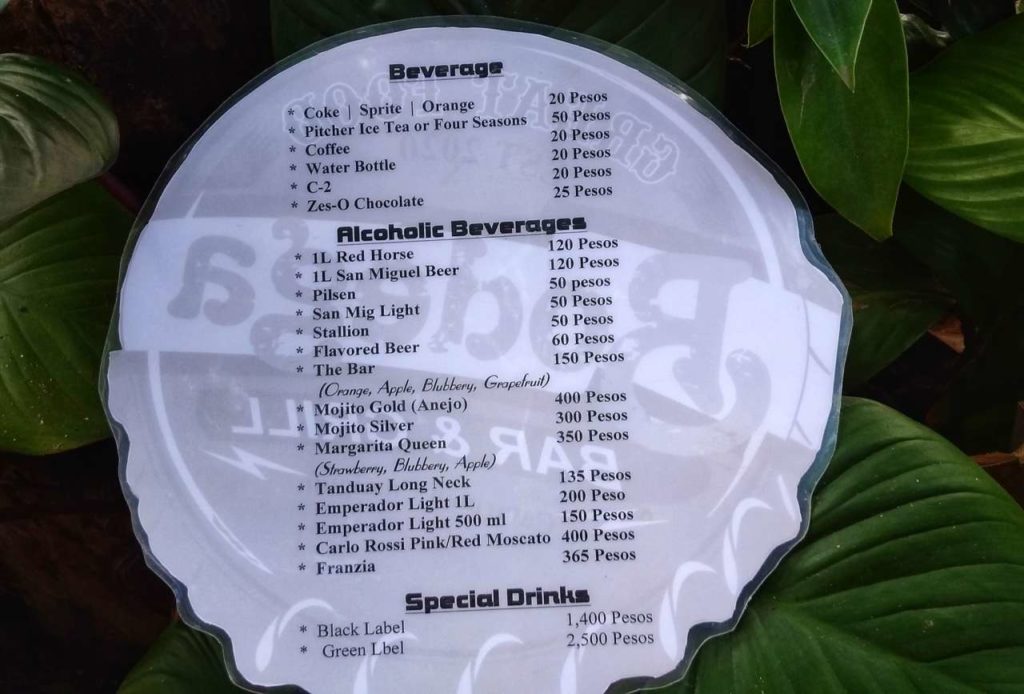 Beverage
* Coke | Sprite | Orange 20 Pesos
* Pitcher Ice Tea or Four Seasons 50 Pesos
* Coffee 20 Pesos
* Water Bottle 20 Pesos
* C-2 20 Pesos
* Zes-O Chocolate 25 Pesos
Alcoholic Beverages
* 1L Red Horse 120 Pesos
* 1L San Miguel Beer 120 Pesos
* Pilsen 50 pesos
* San Mig Light 50 Pesos
* Stallion 50 Pesos
* Flavored Beer 60 Pesos
* The Bar 150 Pesos
(Orange, Apple, Blubbery, Grapefruit)
* Mojito Gold (Anejo) 400 Pesos
* Mojito Silver 300 Pesos
* Margarita Queen 350 Pesos
(Strawberry, Blubbery, Apple)
* Tanduay Long Neck 135 Pesos
* Emperador Light 1L 200 Peso
* Emperador Light 500 ml 150 Pesos
* Carlo Rossi Pink/Red Moscato 400 Pesos
* Franzia 365 Pesos
Special Drinks
* Black Label 1,400 Pesos
* Green Lbel 2,500 Pesos
BAR &